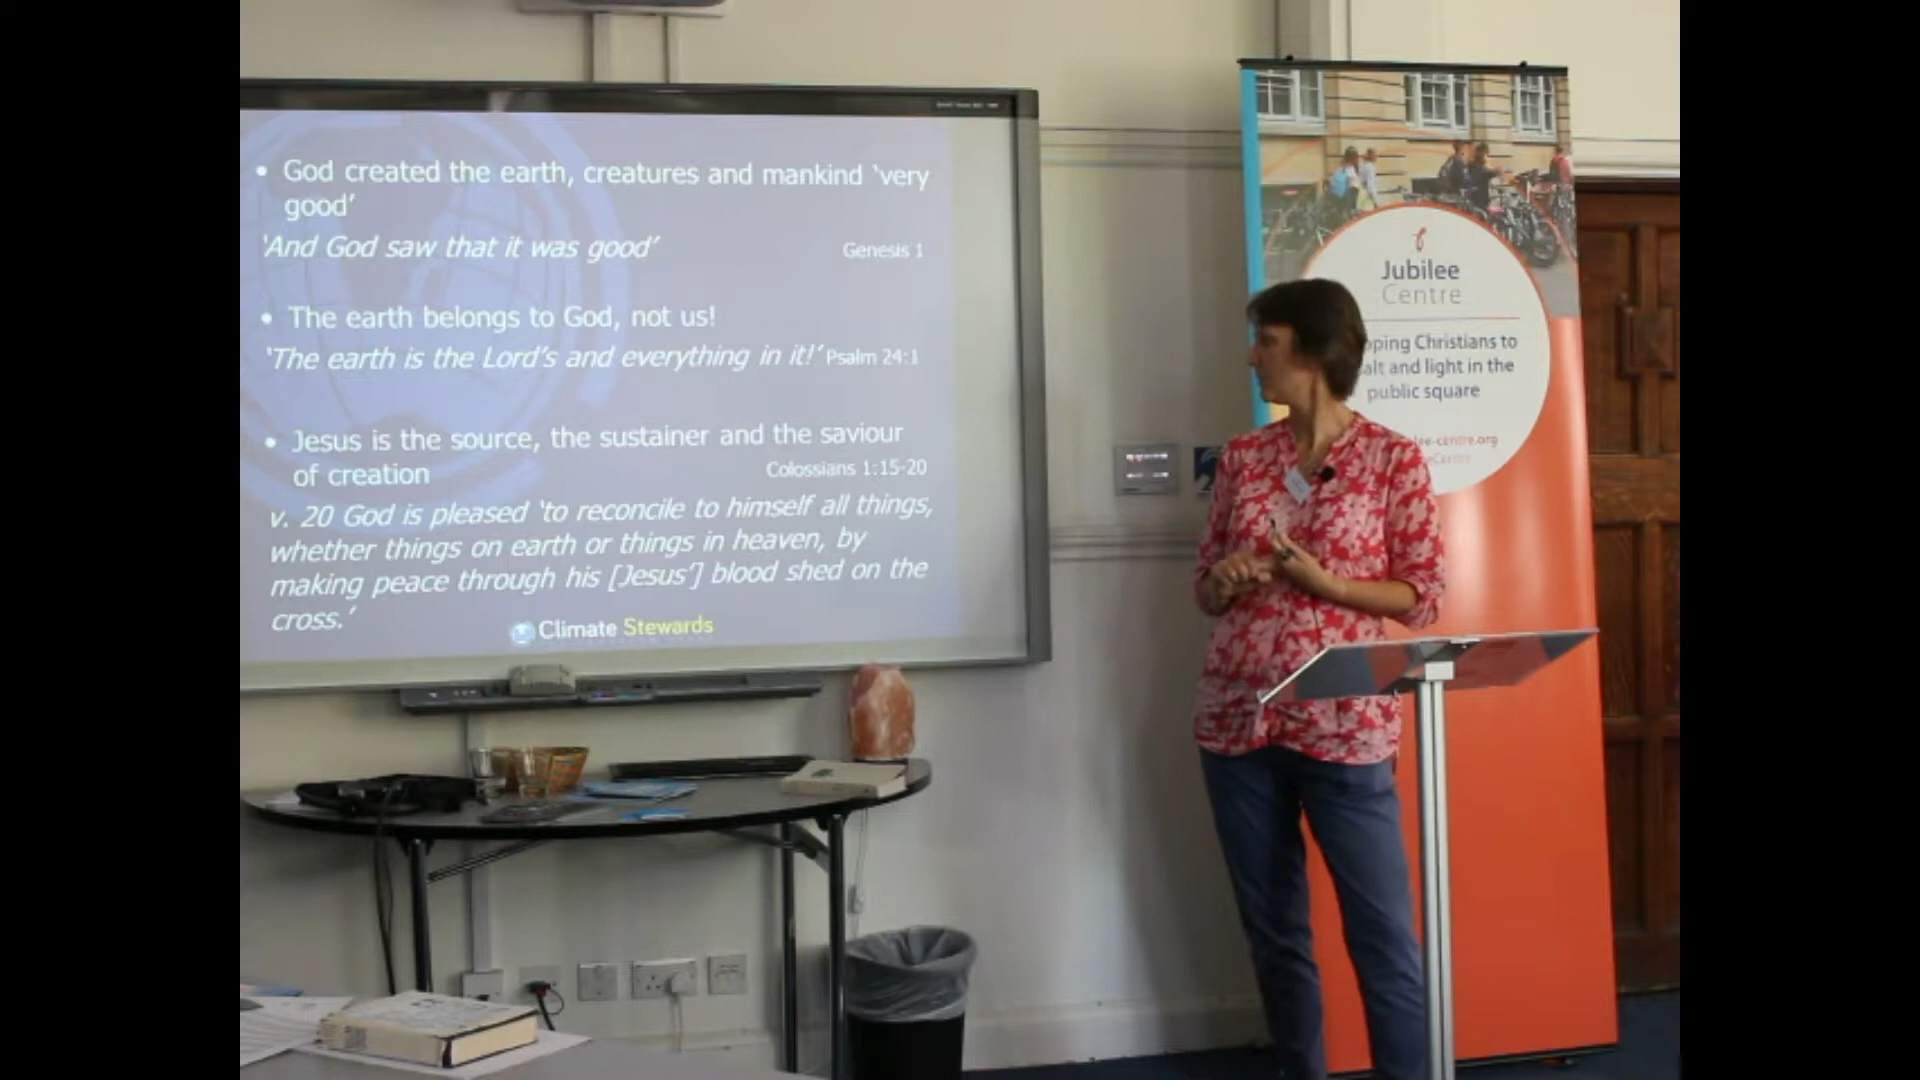 • God created the earth, creatures and mankind ‘very
good’
‘And God saw that it was good’ Genesis 1
• The earth belongs to God, not us!
‘The earth is the Lord’s and everything in it!’ Psalm 24:1
• Jesus is the source, the sustainer and the saviour
of creation Colossians 1:15-20
v. 20 God is pleased ‘to reconcile to himself all things,
whether things on earth or things in heaven, by
making peace through his [Jesus’] blood shed on the
cross.’
Climate Stewards
Jubilee
Centre
Christians to
and light in the
public square